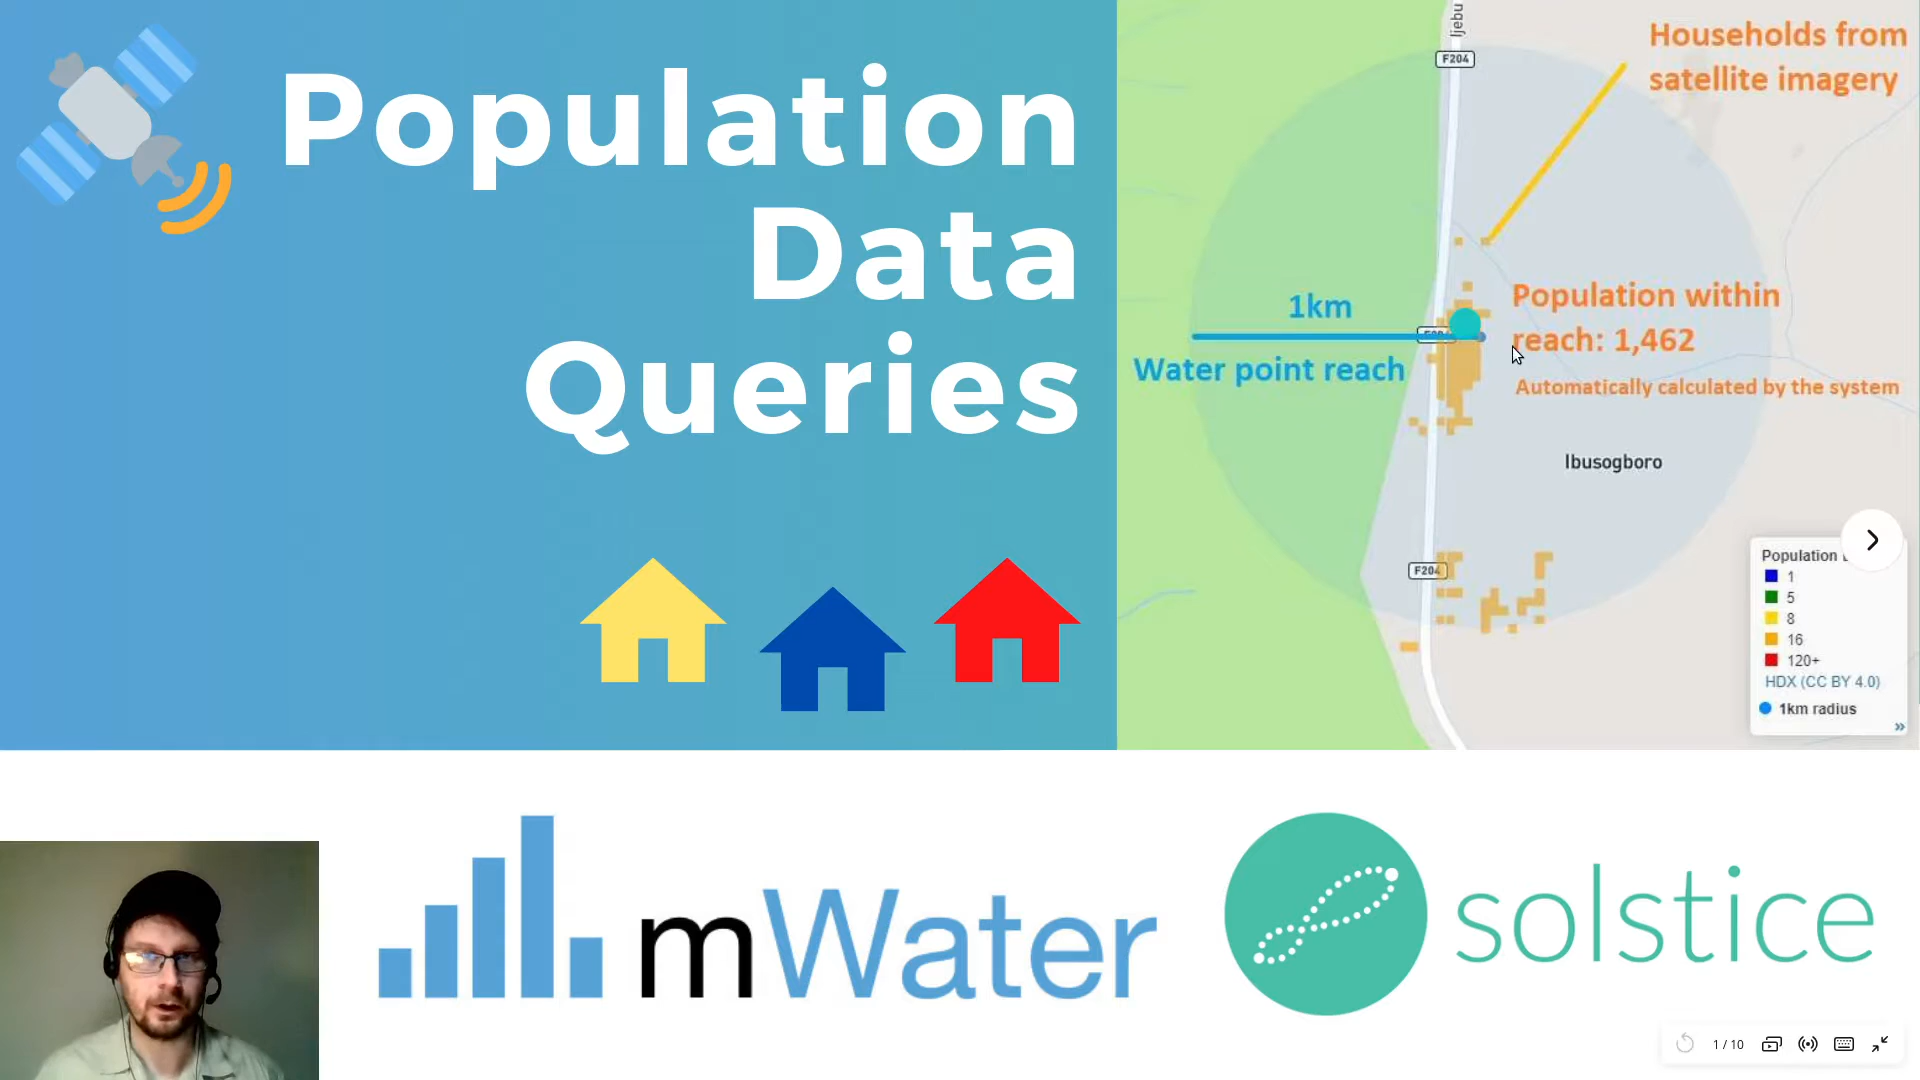 Population
Data
Queries
Ijebu
F204
Households from
satellite imagery
1km
Water point reach
Population within
reach: 1,462
Automatically calculated by the system
Ibusogboro
F204
Population
1
5
8
16
120+
HDX (CC BY 4.0)
1km radius
»
mWater
solstice
1 / 10